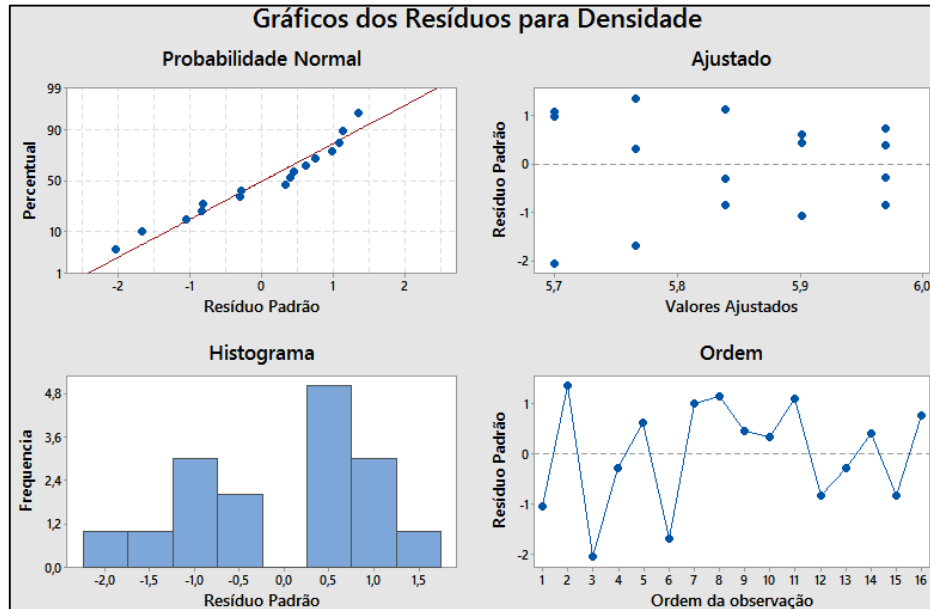 Gráficos dos Resíduos para Densidade
Probabilidade Normal
Percentual
99
90
50
10
1
-2 -1 0 1 2
Resíduo Padrão
Ajustado
Resíduo Padrão
1
0
-1
-2
5,7 5,8 5,9 6,0
Valores Ajustados
Histograma
Frequencia
4,8
3,6
2,4
1,2
0,0
-2,0 -1,5 -1,0 -0,5 0,0 0,5 1,0 1,5
Resíduo Padrão
Ordem
Resíduo Padrão
1
0
-1
-2
1 2 3 4 5 6 7 8 9 10 11 12 13 14 15 16
Ordem da observação